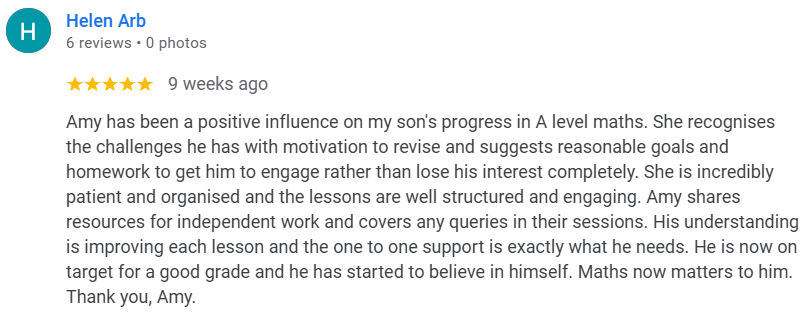 H
Helen Arb
6 reviews • 0 photos
9 weeks ago
Amy has been a positive influence on my son's progress in A level maths. She recognises
the challenges he has with motivation to revise and suggests reasonable goals and
homework to get him to engage rather than lose his interest completely. She is incredibly
patient and organised and the lessons are well structured and engaging. Amy shares
resources for independent work and covers any queries in their sessions. His understanding
is improving each lesson and the one to one support is exactly what he needs. He is now on
target for a good grade and he has started to believe in himself. Maths now matters to him.
Thank you, Amy.